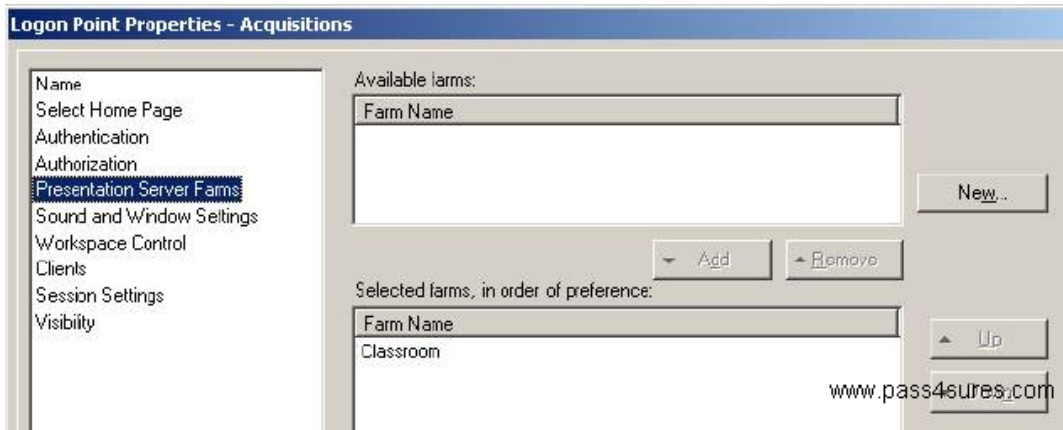 Logon Point Properties - Acquisitions
Name
Select Home Page
Authentication
Authorization
Presentation Server Farms
Sound and Window Settings
Workspace Control
Clients
Session Settings
Visibility
Available farms:
Farm Name
New...
Add
Remove
Selected farms, in order of preference:
Farm Name
Classroom
Up
Down
www.pass4sures.com